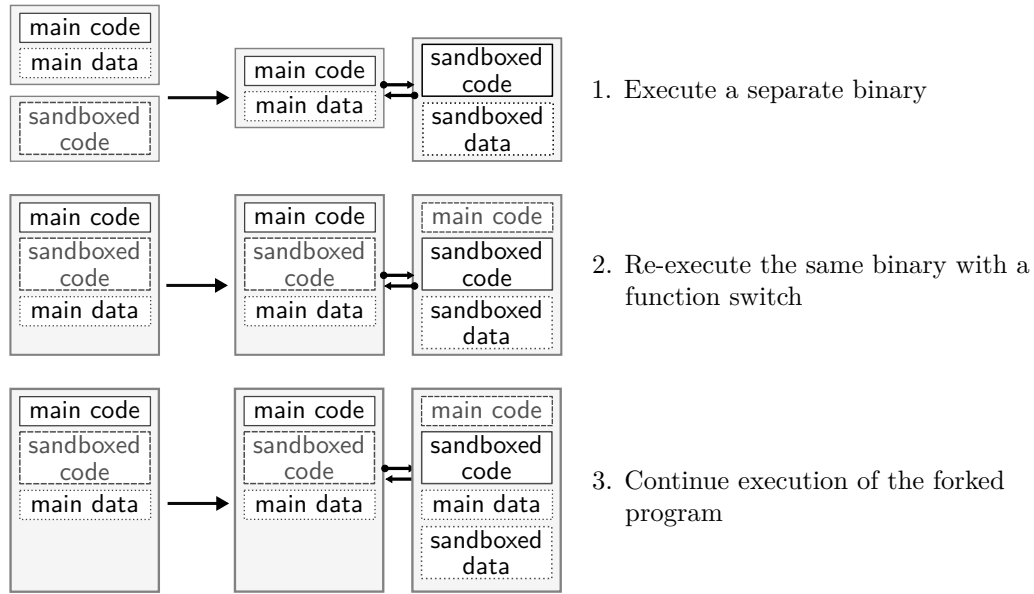 main code
main data
sandboxed
code
main code
main data
sandboxed
code
sandboxed
data
1. Execute a separate binary
main code
sandboxed
code
main data
main code
sandboxed
code
main data
main code
sandboxed
code
sandboxed
data
2. Re-execute the same binary with a
function switch
main code
sandboxed
code
main data
main code
sandboxed
code
main data
main code
sandboxed
code
main data
sandboxed
data
3. Continue execution of the forked
program